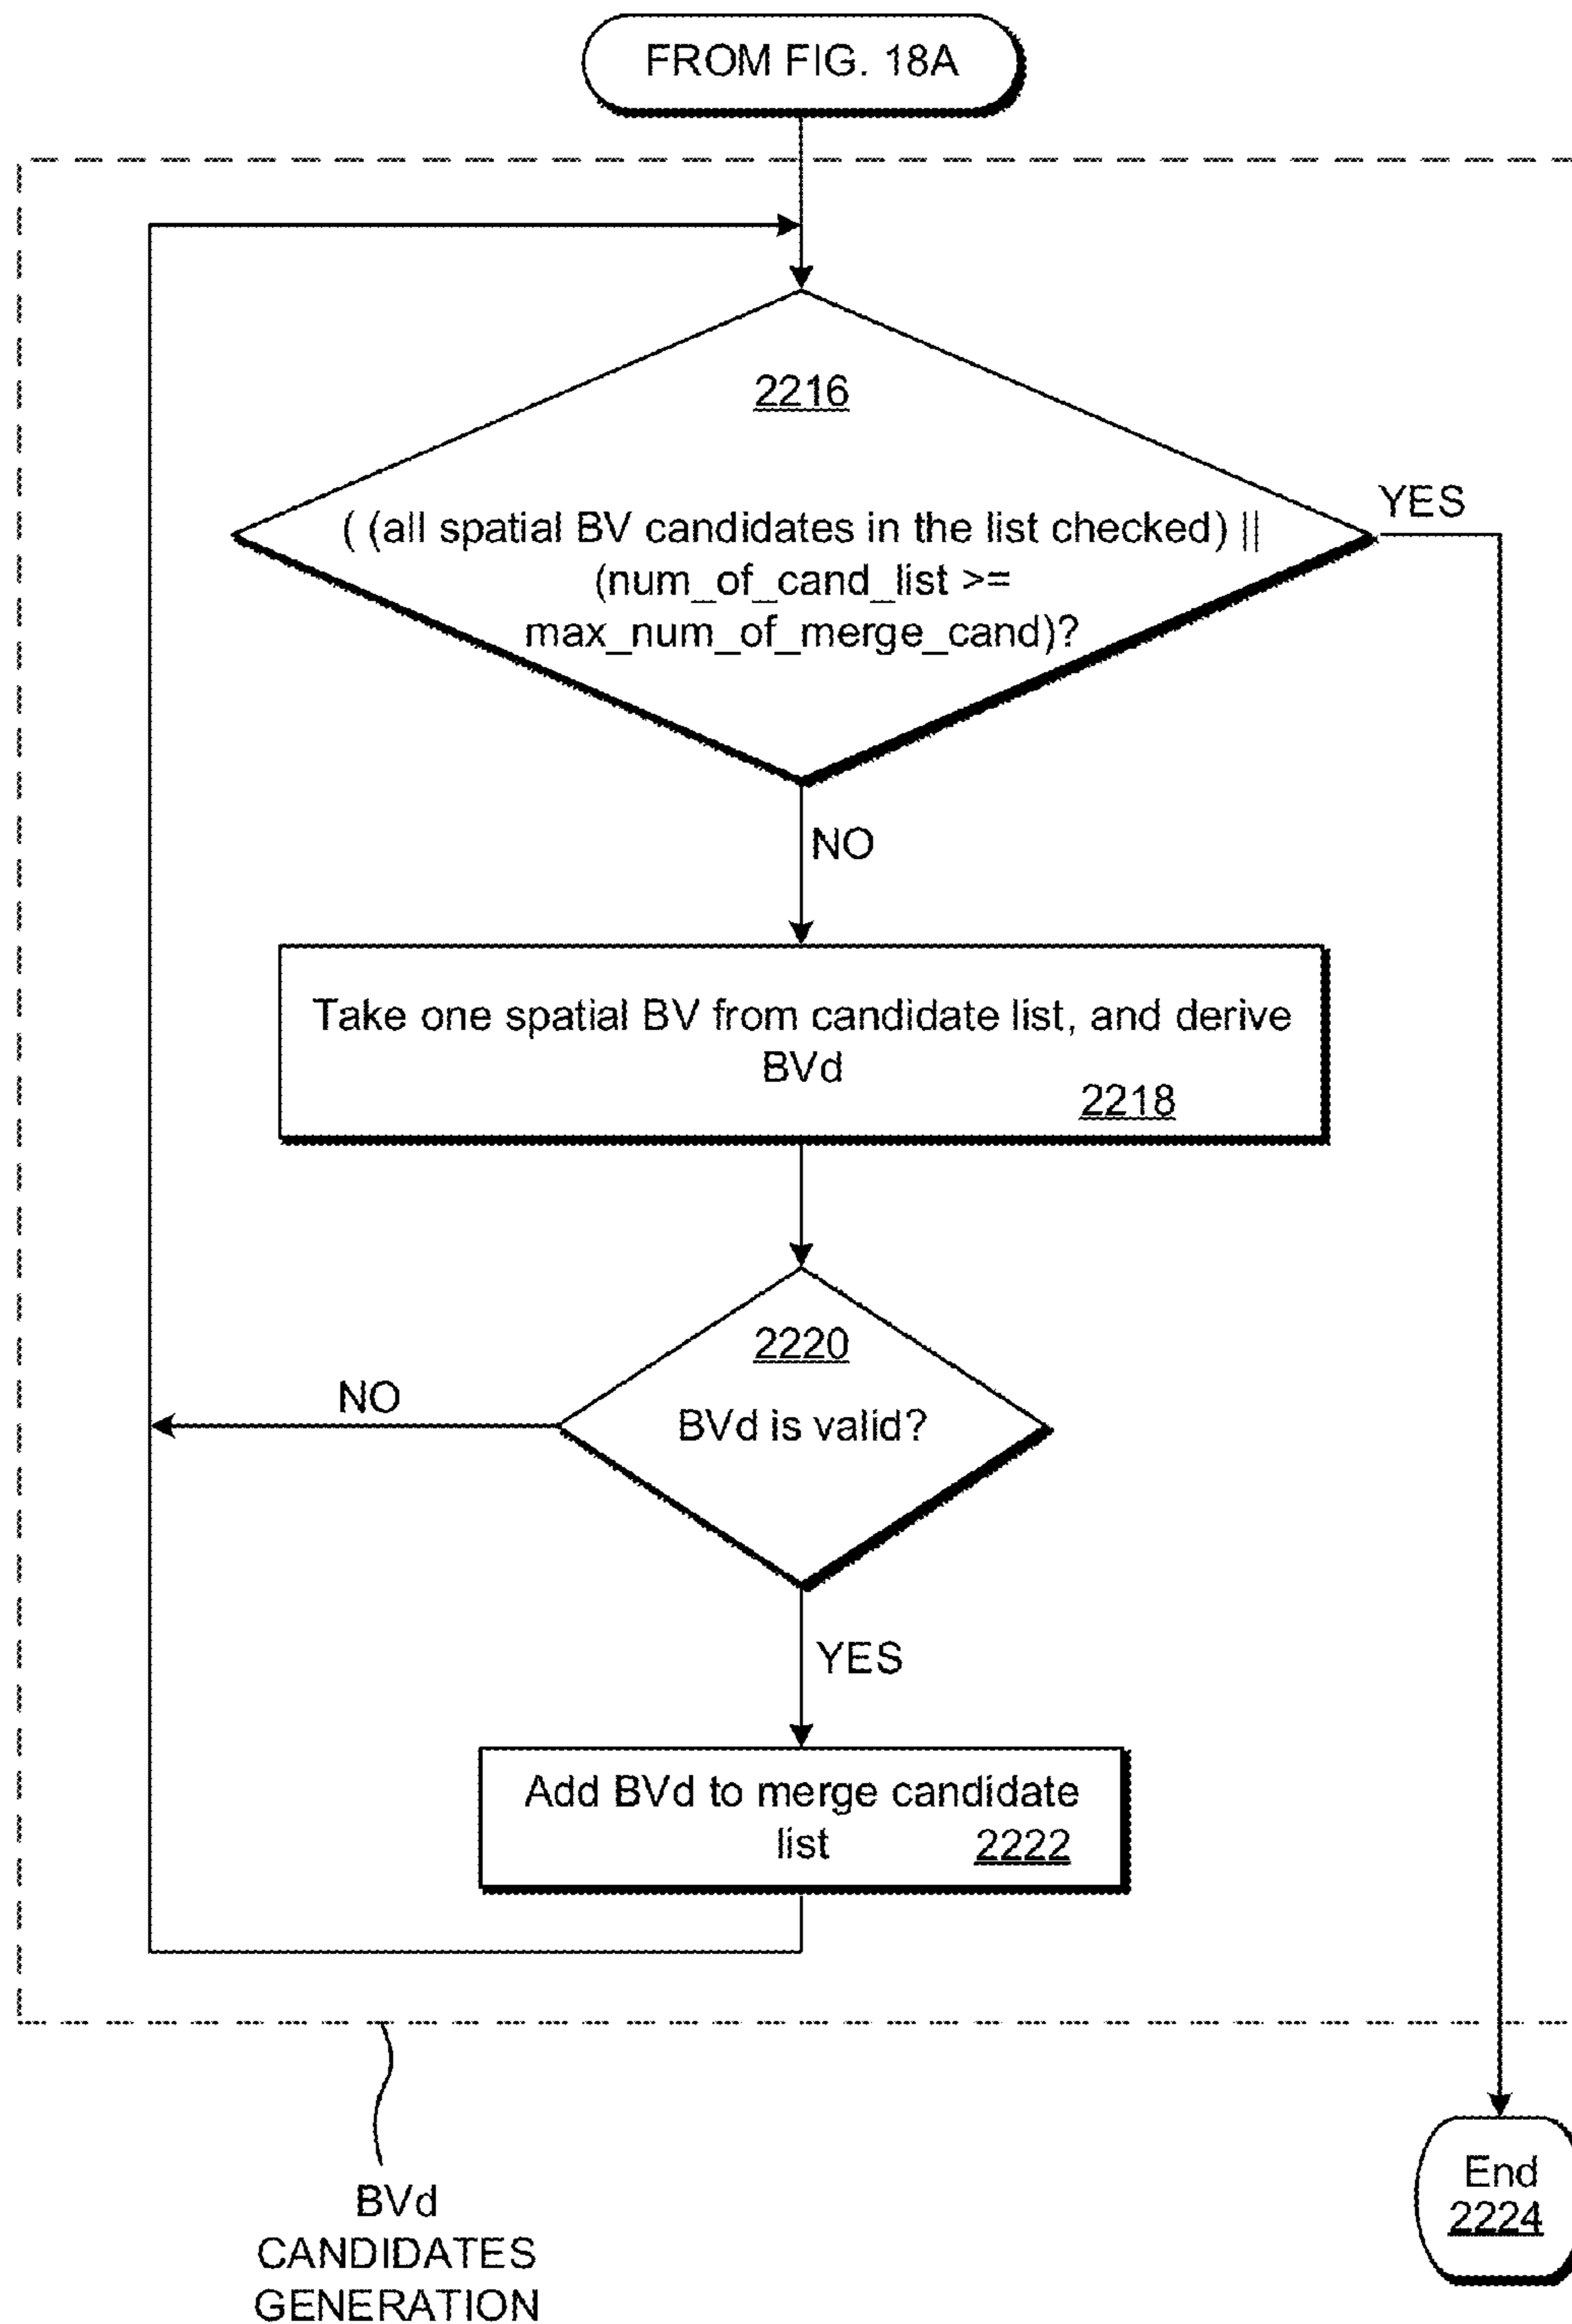 FROM FIG. 18A
2216
( (all spatial BV candidates in the list checked) ||
(num_of_cand_list >=
max_num_of_merge_cand)?
YES
NO
Take one spatial BV from candidate list, and derive
BVd
2218
2220
NO
BVd is valid?
YES
Add BVd to merge candidate
list 2222
End
2224
BVd
CANDIDATES
GENERATION